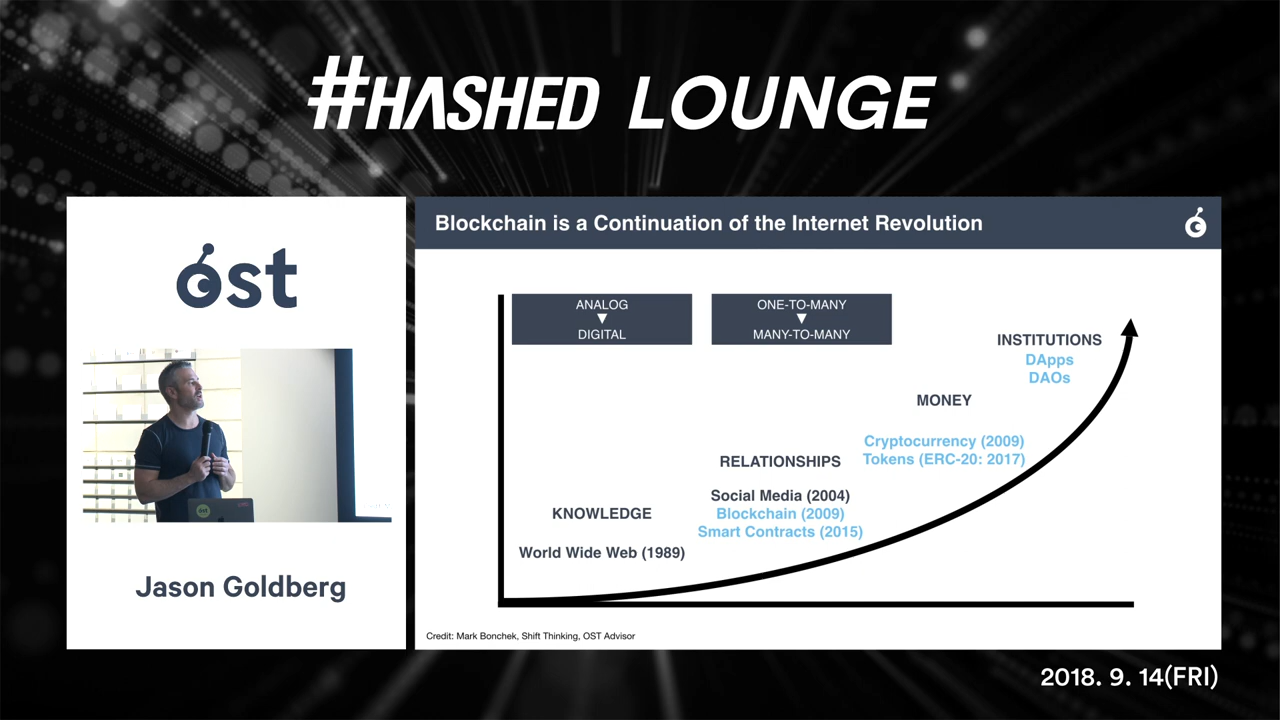 #HASHED LOUNGE
ost
Jason Goldberg
Blockchain is a Continuation of the Internet Revolution
ANALOG
▼
DIGITAL
ONE-TO-MANY
▼
MANY-TO-MANY
INSTITUTIONS
DApps
DAOs
MONEY
Cryptocurrency (2009)
Tokens (ERC-20: 2017)
RELATIONSHIPS
Social Media (2004)
Blockchain (2009)
Smart Contracts (2015)
KNOWLEDGE
World Wide Web (1989)
Credit: Mark Bonchek, Shift Thinking, OST Advisor
2018. 9. 14(FRI)